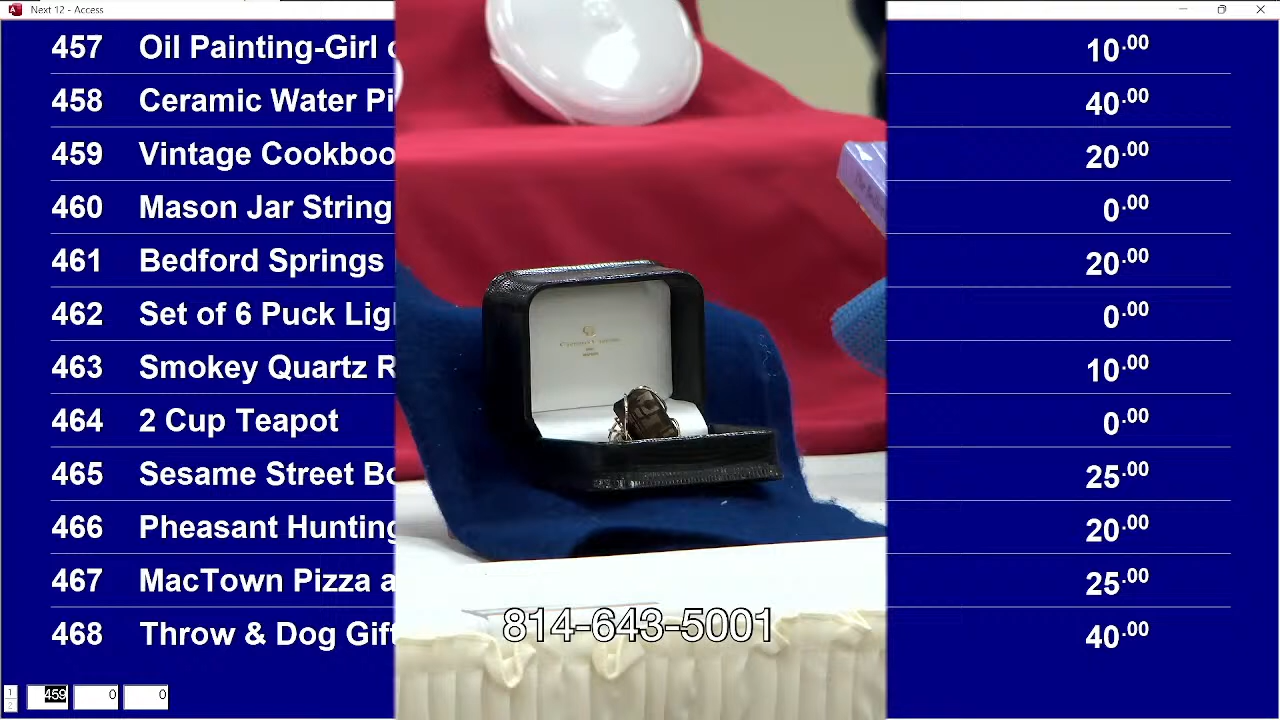 Next 12 - Access
457 Oil Painting-Girl 10.00
458 Ceramic Water Pi 40.00
459 Vintage Cookboo 20.00
460 Mason Jar String 0.00
461 Bedford Springs 20.00
462 Set of 6 Puck Lig 0.00
463 Smokey Quartz R 10.00
464 2 Cup Teapot 0.00
465 Sesame Street Bo 25.00
466 Pheasant Hunting 20.00
467 MacTown Pizza a 25.00
468 Throw & Dog Gift 40.00
814-643-5001
1
2
459 0 0